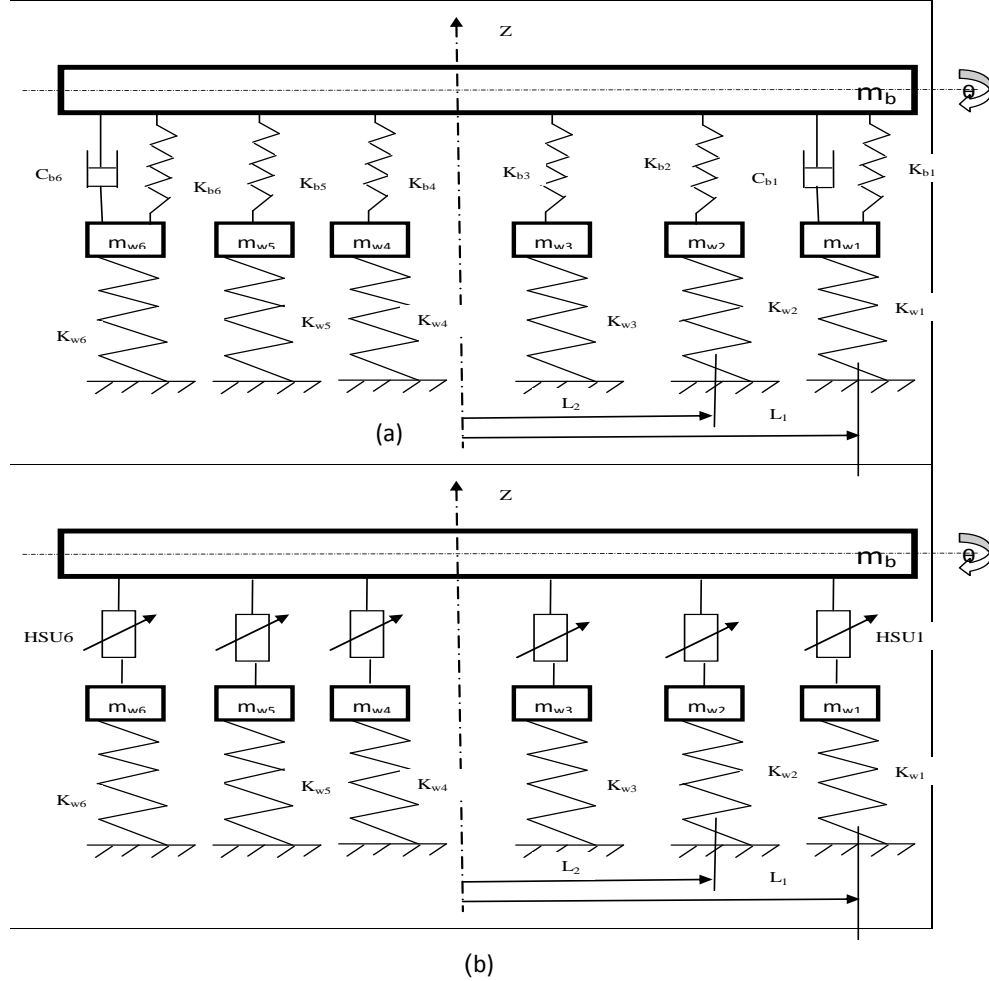 Z
m_b
θ
C_b6
K_b6
K_b5
K_b4
K_b3
K_b2
C_b1
K_b1
m_w6
m_w5
m_w4
m_w3
m_w2
m_w1
K_w6
K_w5
K_w4
K_w3
K_w2
K_w1
L_2
L_1
(a)
Z
m_b
θ
HSU6
HSU1
m_w6
m_w5
m_w4
m_w3
m_w2
m_w1
K_w6
K_w5
K_w4
K_w3
K_w2
K_w1
L_2
L_1
(b)